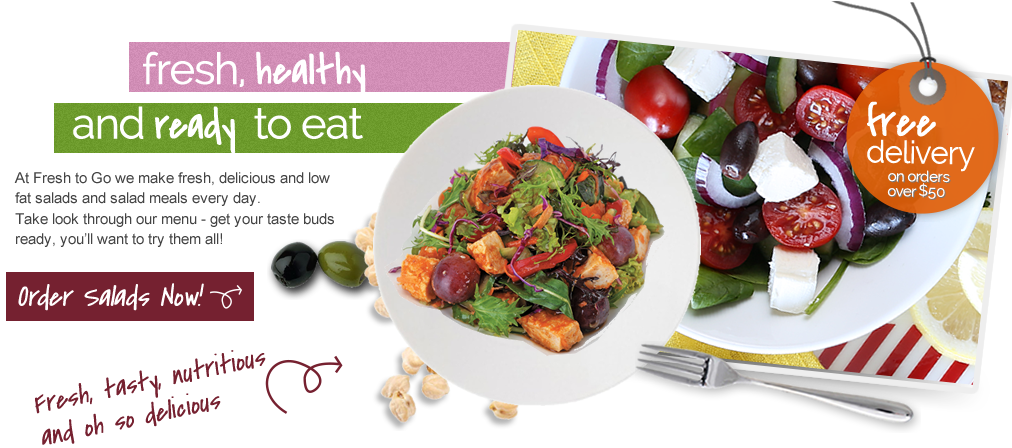 fresh, healthy
and ready to eat
At Fresh to Go we make fresh, delicious and low
fat salads and salad meals every day.
Take look through our menu - get your taste buds
ready, you'll want to try them all!
Order Salads Now!
Fresh, tasty, nutritious
and oh so delicious
free
delivery
on orders
over $50